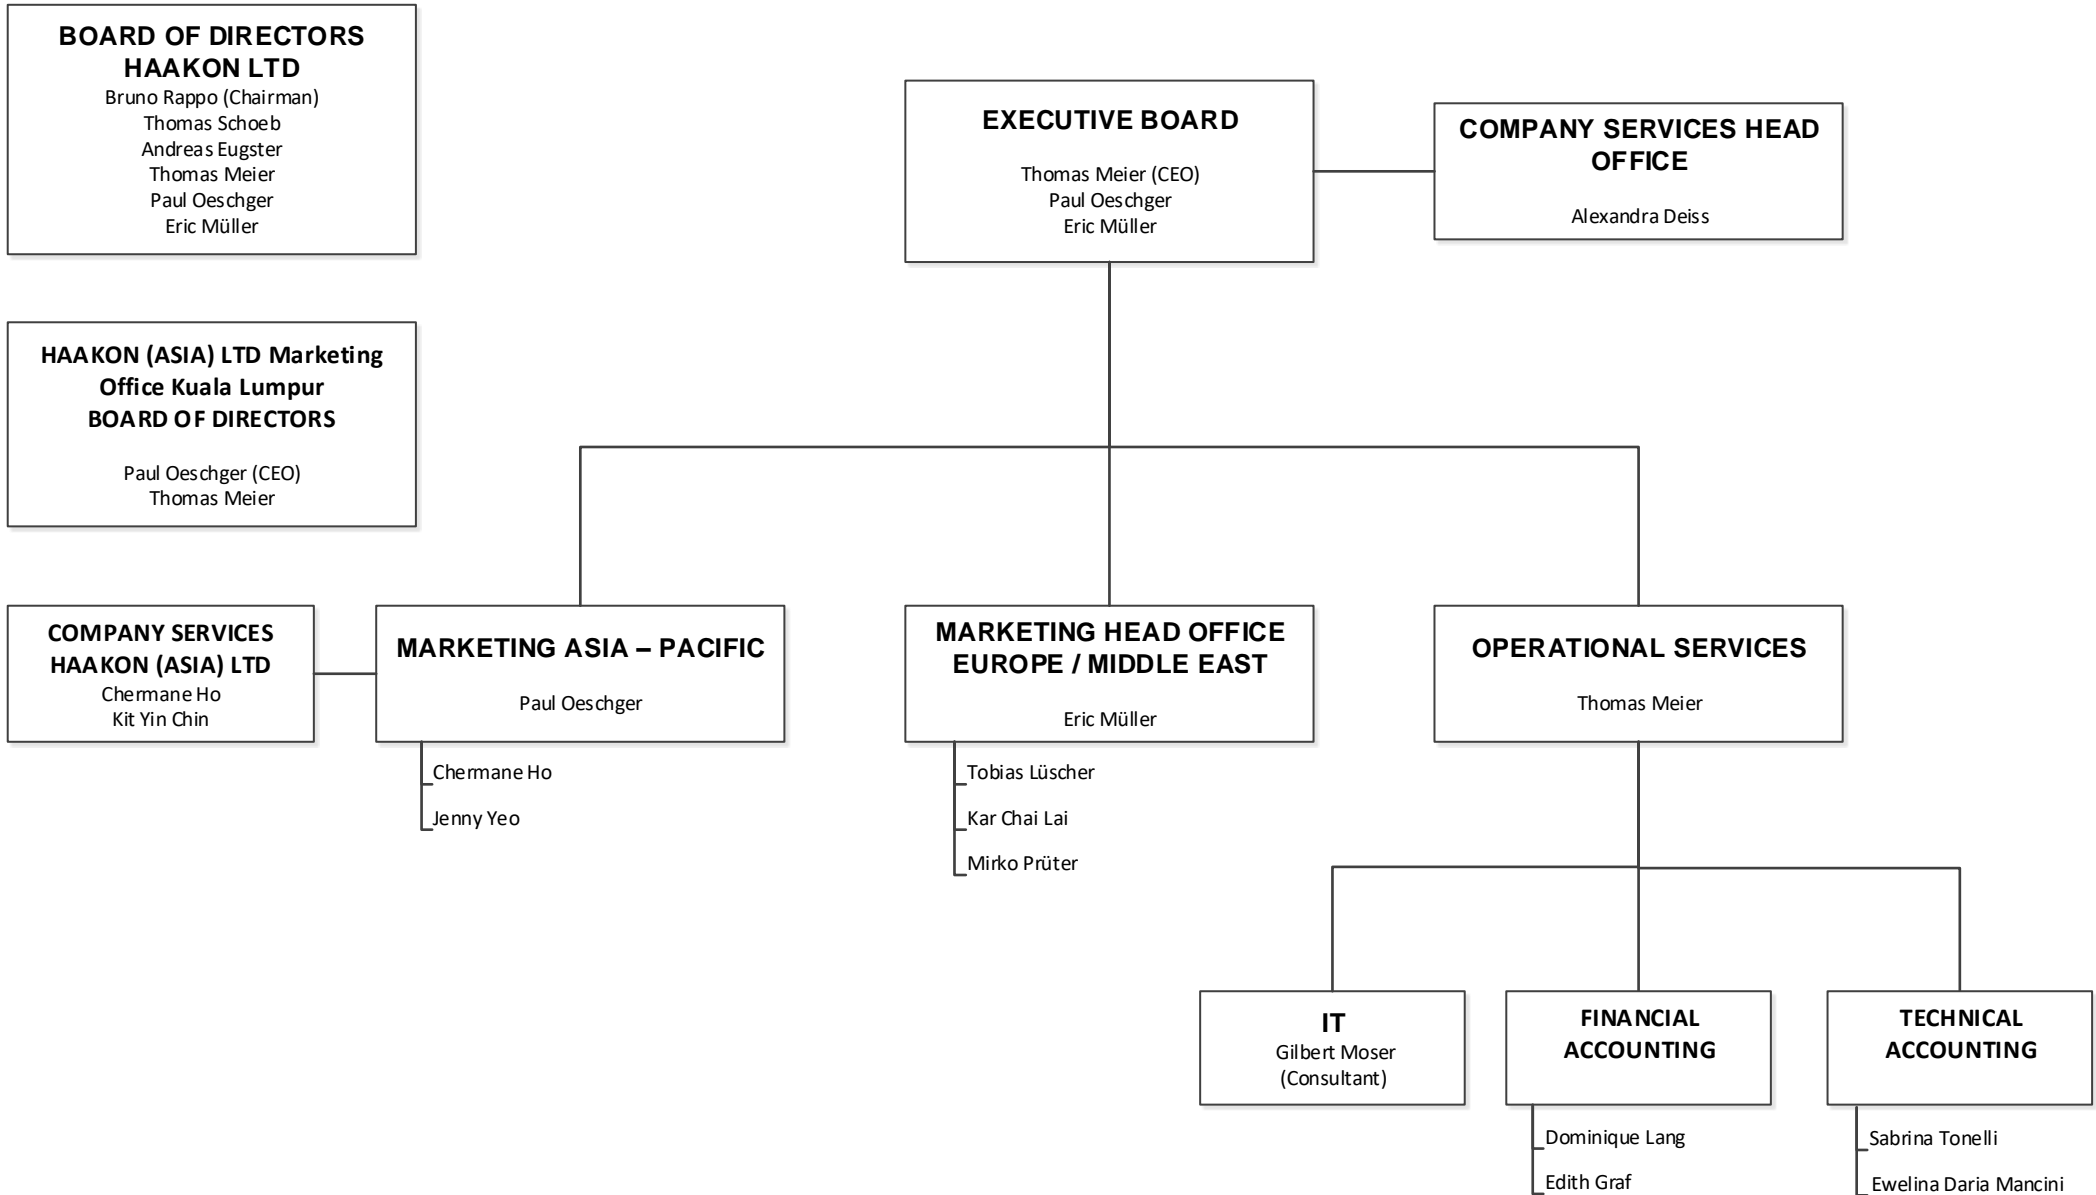 BOARD OF DIRECTORS
HAAKON LTD
Bruno Rappo (Chairman)
Thomas Schoeb
Andreas Eugster
Thomas Meier
Paul Oeschger
Eric Müller
EXECUTIVE BOARD
Thomas Meier (CEO)
Paul Oeschger
Eric Müller
COMPANY SERVICES HEAD
OFFICE
Alexandra Deiss
HAAKON (ASIA) LTD Marketing
Office Kuala Lumpur
BOARD OF DIRECTORS
Paul Oeschger (CEO)
Thomas Meier
COMPANY SERVICES
HAAKON (ASIA) LTD
Chermane Ho
Kit Yin Chin
MARKETING ASIA – PACIFIC
Paul Oeschger
Chermane Ho
Jenny Yeo
MARKETING HEAD OFFICE
EUROPE / MIDDLE EAST
Eric Müller
Tobias Lüscher
Kar Chai Lai
Mirko Prüter
OPERATIONAL SERVICES
Thomas Meier
IT
Gilbert Moser
(Consultant)
FINANCIAL
ACCOUNTING
Dominique Lang
Edith Graf
TECHNICAL
ACCOUNTING
Sabrina Tonelli
Ewelina Daria Mancini